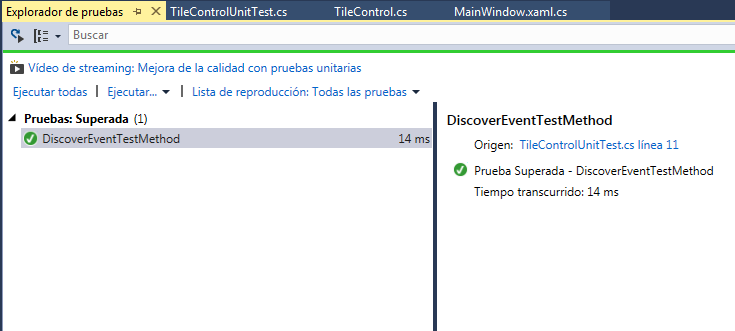 Explorador de pruebas TileControlUnitTest.cs TileControl.cs MainWindow.xaml.cs
Buscar
Vídeo de streaming: Mejora de la calidad con pruebas unitarias
Ejecutar todas | Ejecutar... | Lista de reproducción: Todas las pruebas
Pruebas: Superada (1)
DiscoverEventTestMethod 14 ms
DiscoverEventTestMethod
Origen: TileControlUnitTest.cs línea 11
Prueba Superada - DiscoverEventTestMethod
Tiempo transcurrido: 14 ms